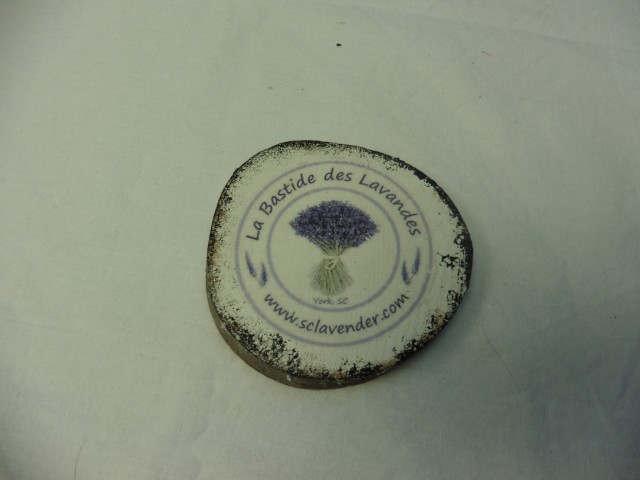 La Bastide des Lavandes
York, SC
www.sclavender.com